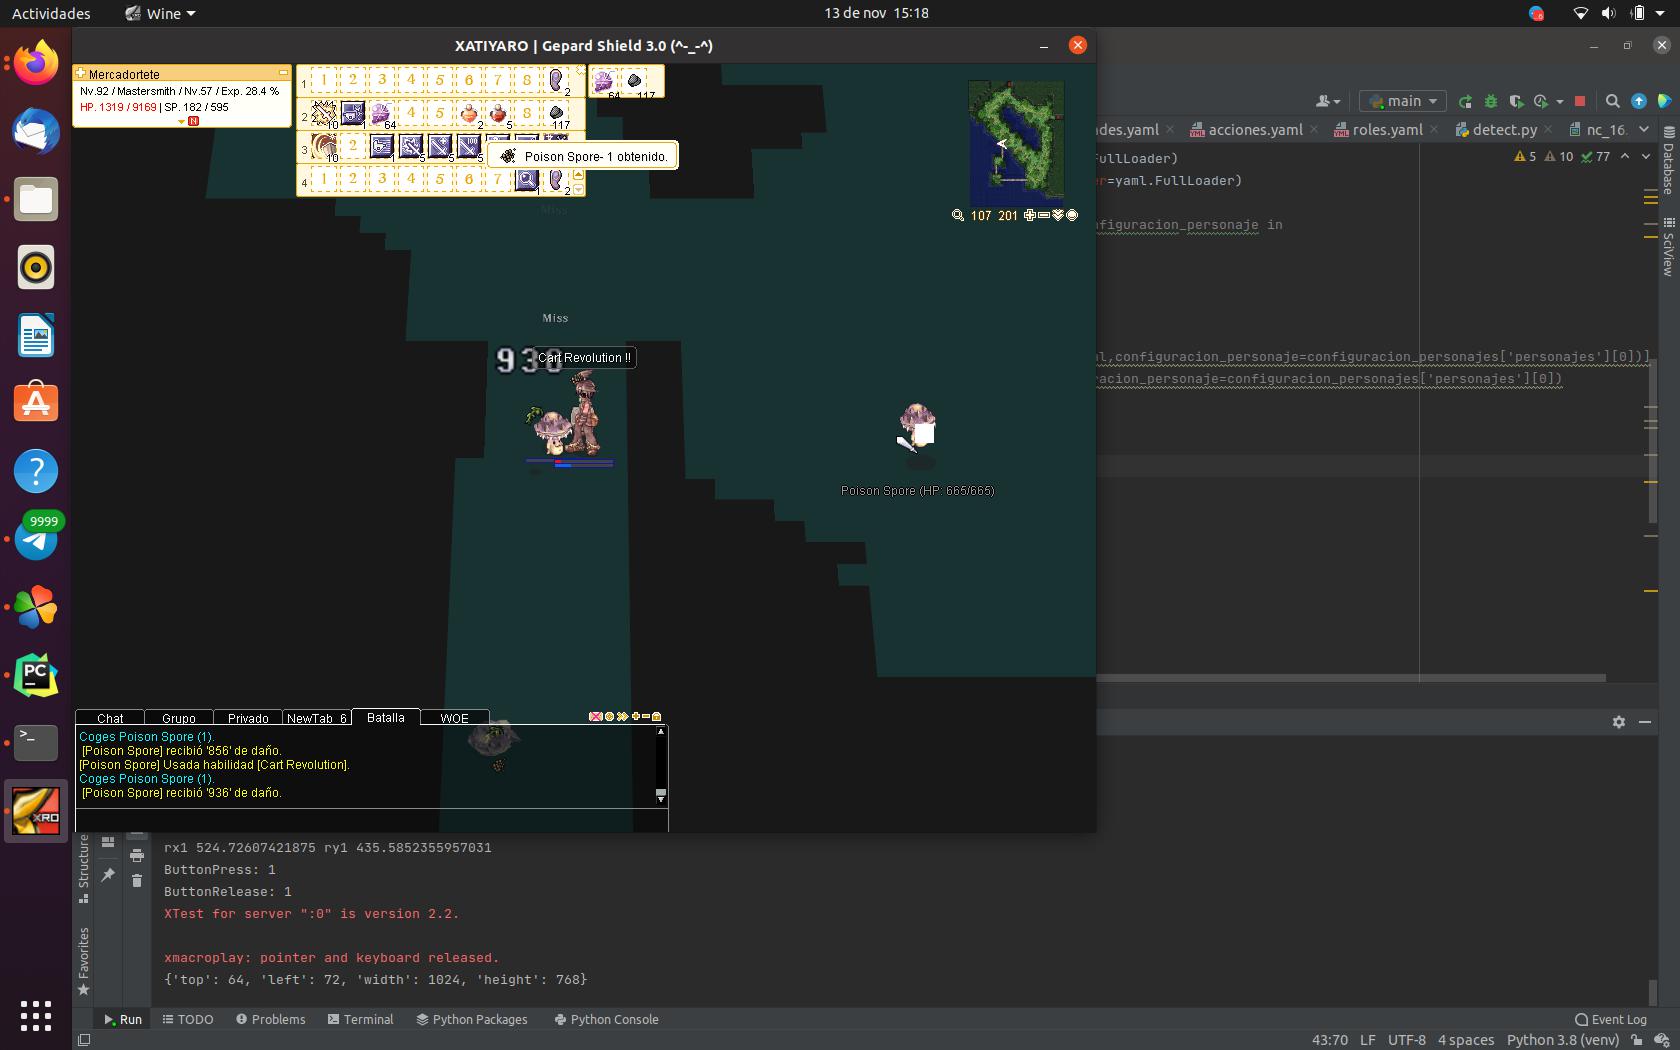 Actividades
Wine
13 de nov 15:18
6
XATIYARO | Gepard Shield 3.0 (^-_-^)
Mercadortete
Nv.92 / Mastersmith / Nv.57 / Exp. 28.4 %
HP. 1319 / 9169 | SP. 182 / 595
N
1 1 2 3 4 5 6 7 8 2
64 117
2 10 1 64 4 5 2 5 8 117
3 10 2 1 5 5 5
Poison Spore- 1 obtenido.
4 1 2 3 4 5 6 7 1 2
Miss
107 201
Miss
930
Cart Revolution !!
Poison Spore (HP: 665/665)
Chat Grupo Privado NewTab_6 Batalla WOE
Coges Poison Spore (1).
[Poison Spore] recibió '856' de daño.
[Poison Spore] Usada habilidad [Cart Revolution].
Coges Poison Spore (1).
[Poison Spore] recibió '936' de daño.
main
des.yaml acciones.yaml roles.yaml detect.py nc_16.
FullLoader)
5 10 77
r=yaml.FullLoader)
nfiguracion_personaje in
l,configuracion_personaje=configuracion_personajes['personajes'][0])]
racion_personaje=configuracion_personajes['personajes'][0])
Database
SciView
9999
PC
>_
XRO
Structure
Favorites
rx1 524.72607421875 ry1 435.5852355957031
ButtonPress: 1
ButtonRelease: 1
XTest for server ":0" is version 2.2.
xmacroplay: pointer and keyboard released.
{'top': 64, 'left': 72, 'width': 1024, 'height': 768}
Run TODO Problems Terminal Python Packages Python Console Event Log
43:70 LF UTF-8 4 spaces Python 3.8 (venv)